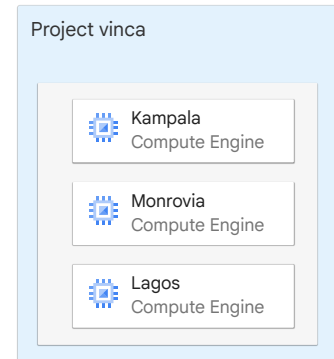 Project vinca
Kampala
Compute Engine
Monrovia
Compute Engine
Lagos
Compute Engine